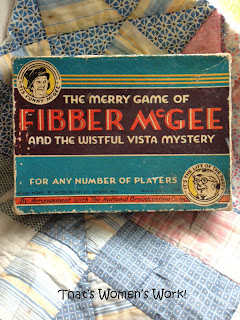 THE MERRY GAME OF
FIBBER McGEE
AND THE WISTFUL VISTA MYSTERY
FOR ANY NUMBER OF PLAYERS
By Arrangement with The National Broadcasting Co. Inc.
That's Women's Work!